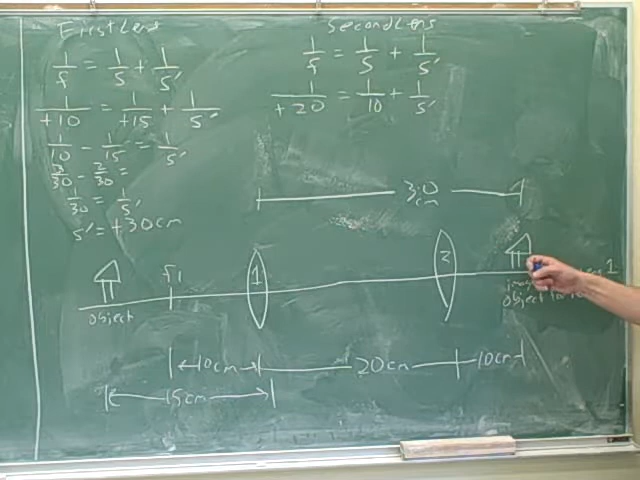 First Lens
1/f = 1/s + 1/s'
1/+10 = 1/+15 + 1/s'
1/10 - 1/15 = 1/s'
3/30 - 2/30 =
1/30 = 1/s'
s' = +30cm
Second Lens
1/f = 1/s + 1/s'
1/+20 = 1/10 + 1/s'
30 cm
f1
1
2
object
1
object for
10cm
20cm
10cm
15cm